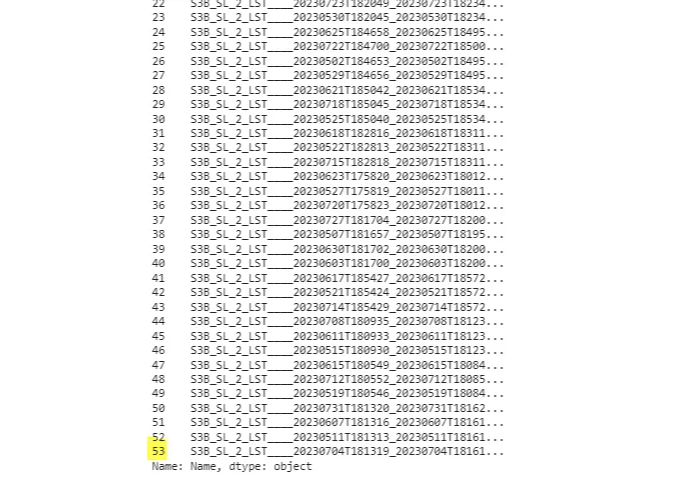 22 S3B_SL_2_LST____20230723T182049_20230723T18234...
23 S3B_SL_2_LST____20230530T182045_20230530T18234...
24 S3B_SL_2_LST____20230625T184658_20230625T18495...
25 S3B_SL_2_LST____20230722T184700_20230722T18500...
26 S3B_SL_2_LST____20230502T184653_20230502T18495...
27 S3B_SL_2_LST____20230529T184656_20230529T18495...
28 S3B_SL_2_LST____20230621T185042_20230621T18534...
29 S3B_SL_2_LST____20230718T185045_20230718T18534...
30 S3B_SL_2_LST____20230525T185040_20230525T18534...
31 S3B_SL_2_LST____20230618T182816_20230618T18311...
32 S3B_SL_2_LST____20230522T182813_20230522T18311...
33 S3B_SL_2_LST____20230715T182818_20230715T18311...
34 S3B_SL_2_LST____20230623T175820_20230623T18012...
35 S3B_SL_2_LST____20230527T175819_20230527T18011...
36 S3B_SL_2_LST____20230720T175823_20230720T18012...
37 S3B_SL_2_LST____20230727T181704_20230727T18200...
38 S3B_SL_2_LST____20230507T181657_20230507T18195...
39 S3B_SL_2_LST____20230630T181702_20230630T18200...
40 S3B_SL_2_LST____20230603T181700_20230603T18200...
41 S3B_SL_2_LST____20230617T185427_20230617T18572...
42 S3B_SL_2_LST____20230521T185424_20230521T18572...
43 S3B_SL_2_LST____20230714T185429_20230714T18572...
44 S3B_SL_2_LST____20230708T180935_20230708T18123...
45 S3B_SL_2_LST____20230611T180933_20230611T18123...
46 S3B_SL_2_LST____20230515T180930_20230515T18123...
47 S3B_SL_2_LST____20230615T180549_20230615T18084...
48 S3B_SL_2_LST____20230712T180552_20230712T18085...
49 S3B_SL_2_LST____20230519T180546_20230519T18084...
50 S3B_SL_2_LST____20230731T181320_20230731T18162...
51 S3B_SL_2_LST____20230607T181316_20230607T18161...
52 S3B_SL_2_LST____20230511T181313_20230511T18161...
53 S3B_SL_2_LST____20230704T181319_20230704T18161...
Name: Name, dtype: object